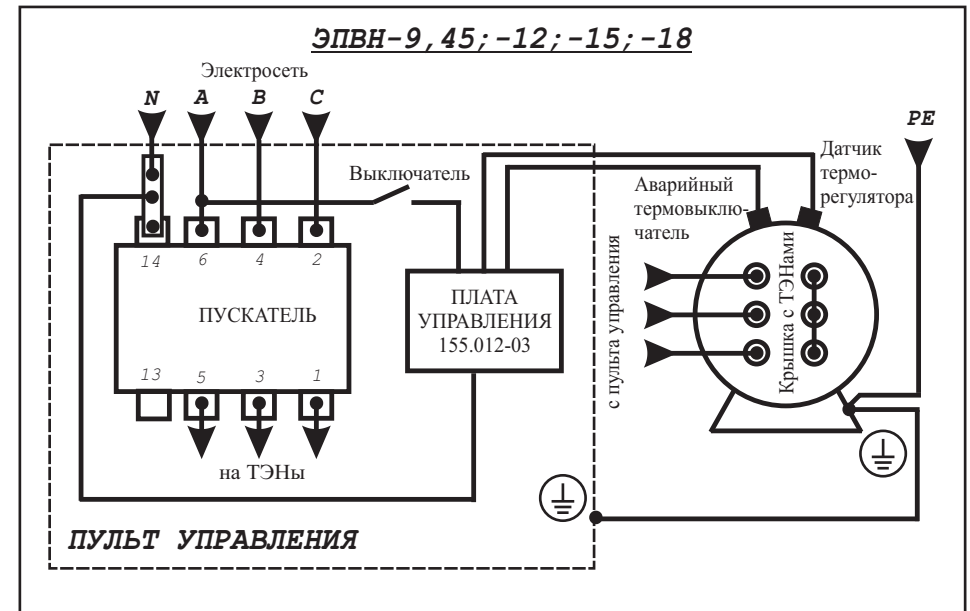 ЭПВН-9,45;-12;-15;-18
Электросеть
N A B C
PE
Выключатель
Аварийный
термовыклю-
чатель
Датчик
термо-
регулятора
14 6 4 2
ПУСКАТЕЛЬ
13 5 3 1
на ТЭНы
ПЛАТА
УПРАВЛЕНИЯ
155.012-03
с пульта управления
Крышка с ТЭНами
ПУЛЬТ УПРАВЛЕНИЯ